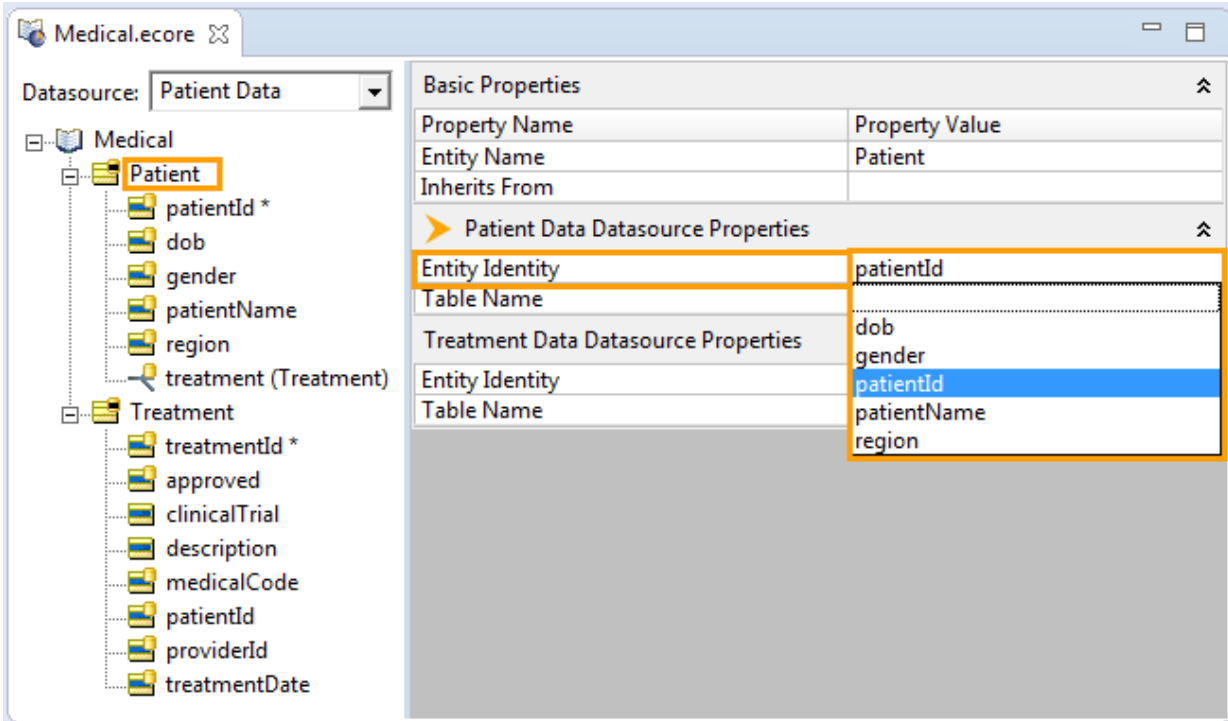 Medical.ecore
Datasource: Patient Data
Medical
Patient
patientId *
dob
gender
patientName
region
treatment (Treatment)
Treatment
treatmentId *
approved
clinicalTrial
description
medicalCode
patientId
providerId
treatmentDate
Basic Properties
Property Name Property Value
Entity Name Patient
Inherits From
Patient Data Datasource Properties
Entity Identity patientId
Table Name
Treatment Data Datasource Properties
Entity Identity
Table Name
dob
gender
patientId
patientName
region